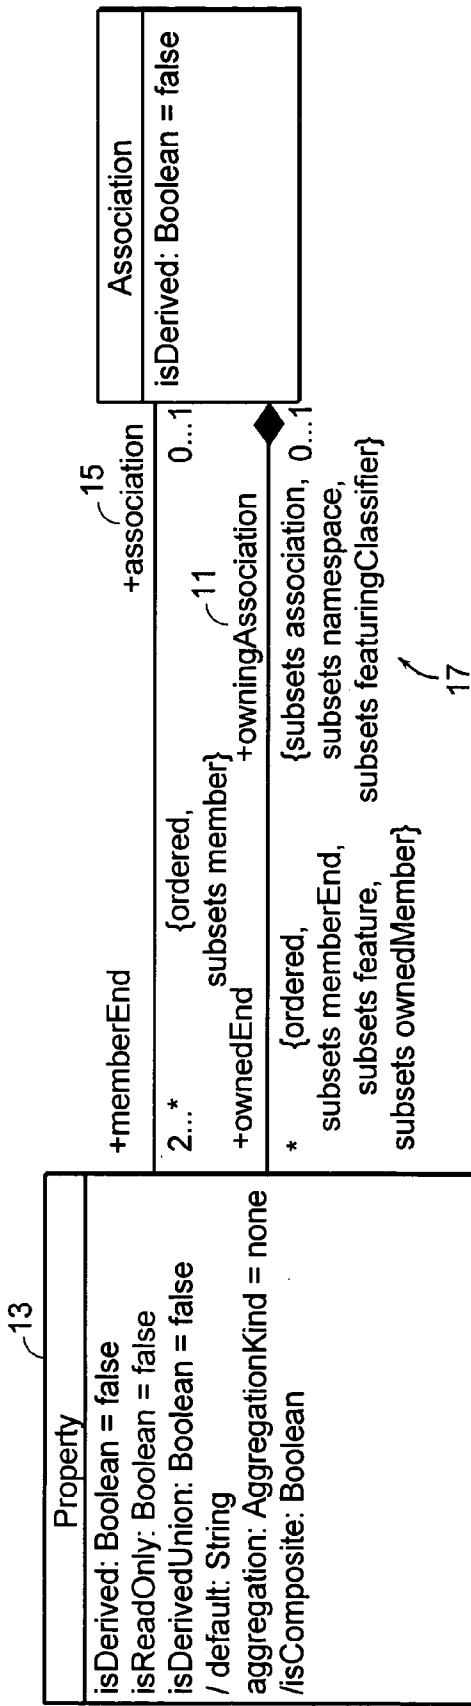 13
Property
isDerived: Boolean = false
isReadOnly: Boolean = false
isDerivedUnion: Boolean = false
/ default: String
aggregation: AggregationKind = none
/isComposite: Boolean
+memberEnd
2...*
{ordered,
subsets member}
+ownedEnd
*
{ordered,
subsets memberEnd,
subsets feature,
subsets ownedMember}
15
+association
0...1
11
+owningAssociation
0...1
{subsets association,
subsets namespace,
subsets featuringClassifier}
17
Association
isDerived: Boolean = false